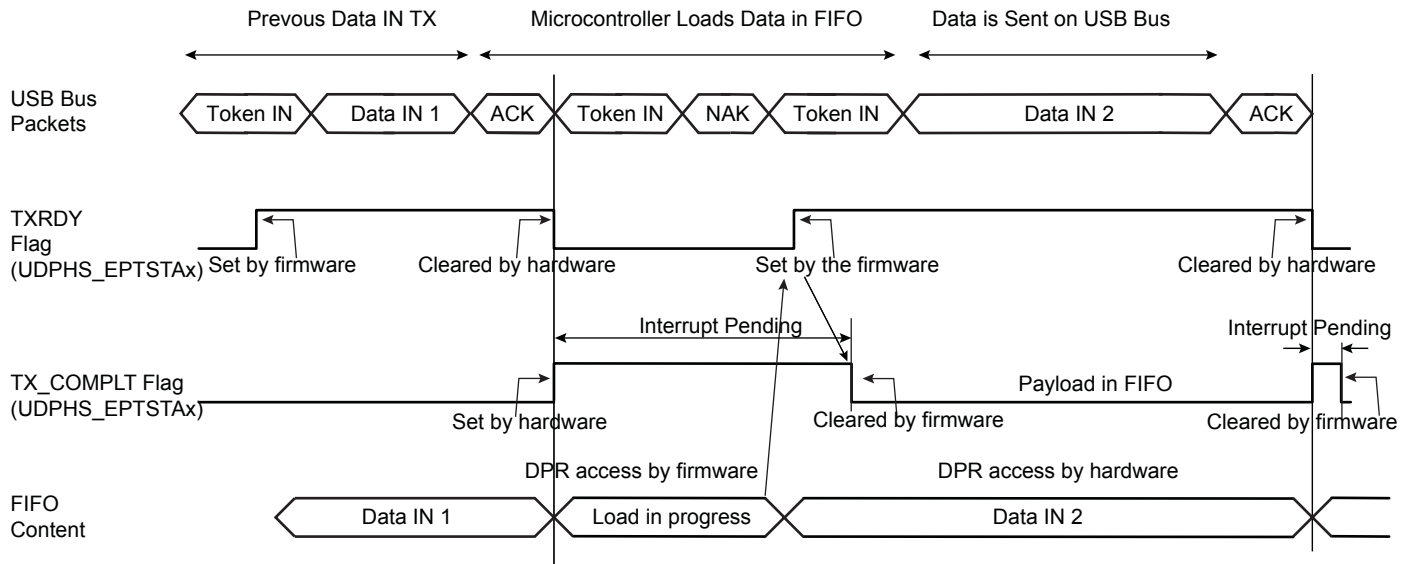 Prevous Data IN TX
Microcontroller Loads Data in FIFO
Data is Sent on USB Bus
USB Bus
Packets
Token IN
Data IN 1
ACK
Token IN
NAK
Token IN
Data IN 2
ACK
TXRDY
Flag
(UDPHS_EPTSTAx)
Set by firmware
Cleared by hardware
Set by the firmware
Cleared by hardware
Interrupt Pending
Interrupt Pending
TX_COMPLT Flag
(UDPHS_EPTSTAx)
Payload in FIFO
Set by hardware
Cleared by firmware
Cleared by firmware
DPR access by firmware
DPR access by hardware
FIFO
Content
Data IN 1
Load in progress
Data IN 2